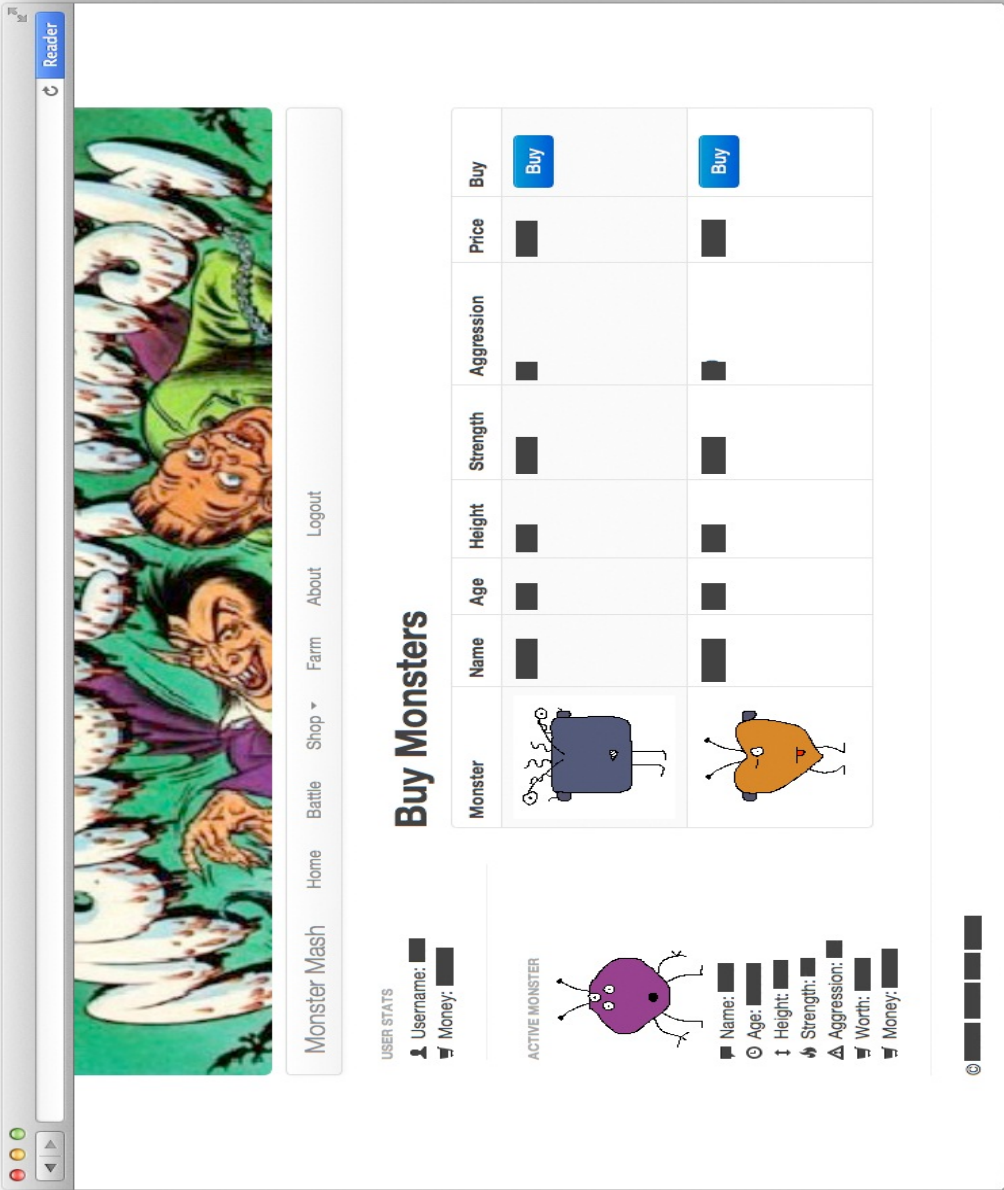 Reader
Monster Mash Home Battle Shop Farm About Logout
USER STATS
Username:
Money:
ACTIVE MONSTER
Name:
Age:
Height:
Strength:
Aggression:
Worth:
Money:
Buy Monsters
Monster Name Age Height Strength Aggression Price Buy
Buy
Buy
©